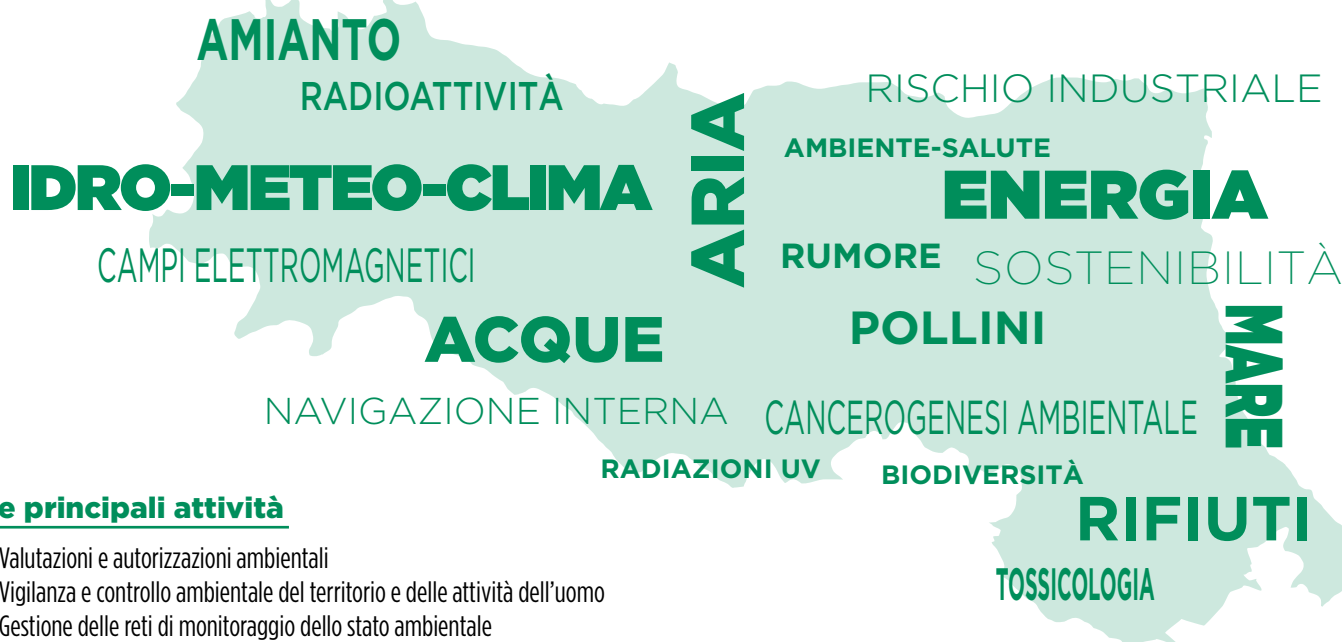 AMIANTO
RADIOATTIVITÀ
RISCHIO INDUSTRIALE
ARIA
AMBIENTE-SALUTE
IDRO-METEO-CLIMA
ENERGIA
CAMPI ELETTROMAGNETICI
RUMORE
SOSTENIBILITÀ
ACQUE
POLLINI
MARE
NAVIGAZIONE INTERNA
CANCEROGENESI AMBIENTALE
RADIAZIONI UV
BIODIVERSITÀ
e principali attività
RIFIUTI
Valutazioni e autorizzazioni ambientali
TOSSICOLOGIA
Vigilanza e controllo ambientale del territorio e delle attività dell'uomo
Gestione delle reti di monitoraggio dello stato ambientale